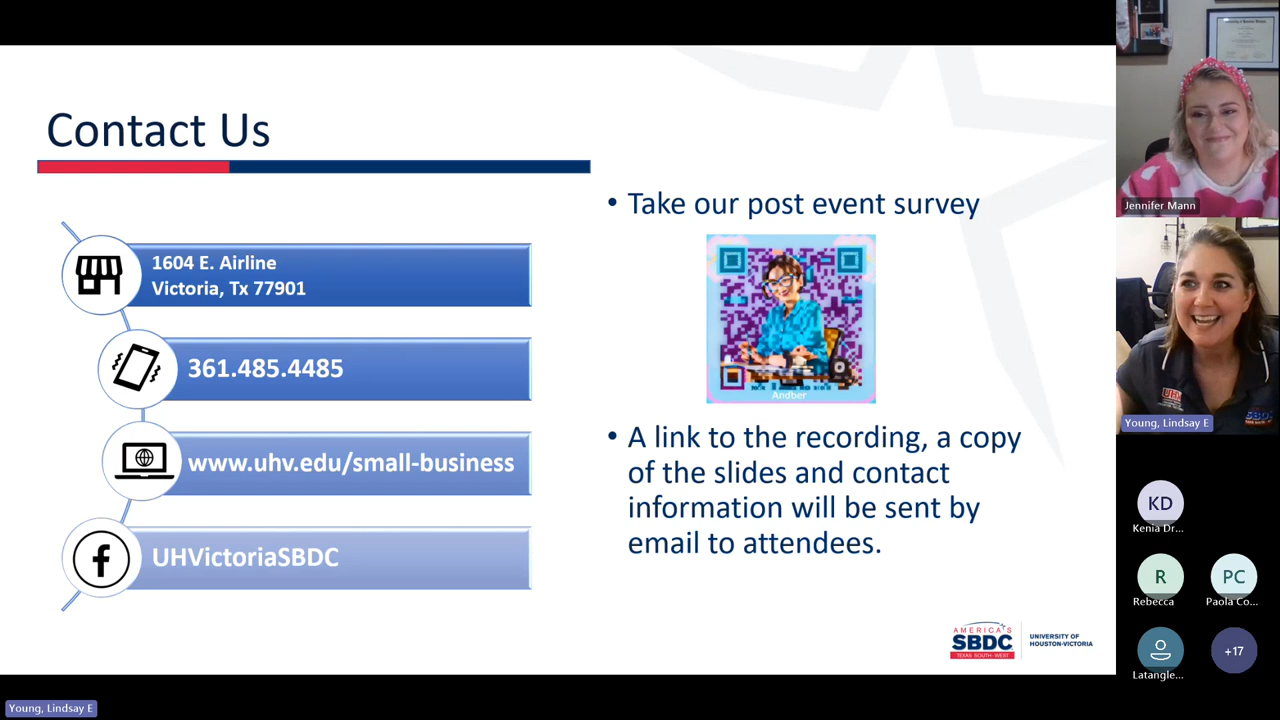 Contact Us
1604 E. Airline
Victoria, Tx 77901
361.485.4485
www.uhv.edu/small-business
UHVictoriaSBDC
• Take our post event survey
Andber
• A link to the recording, a copy
of the slides and contact
information will be sent by
email to attendees.
AMERICA'S
SBDC
TEXAS SOUTH-WEST
UNIVERSITY OF
HOUSTON-VICTORIA
Jennifer Mann
UHV
SBDC
Young, Lindsay E
KD
Kenia Dr...
R
Rebecca
PC
Paola Co...
Latangle...
+17
Young, Lindsay E